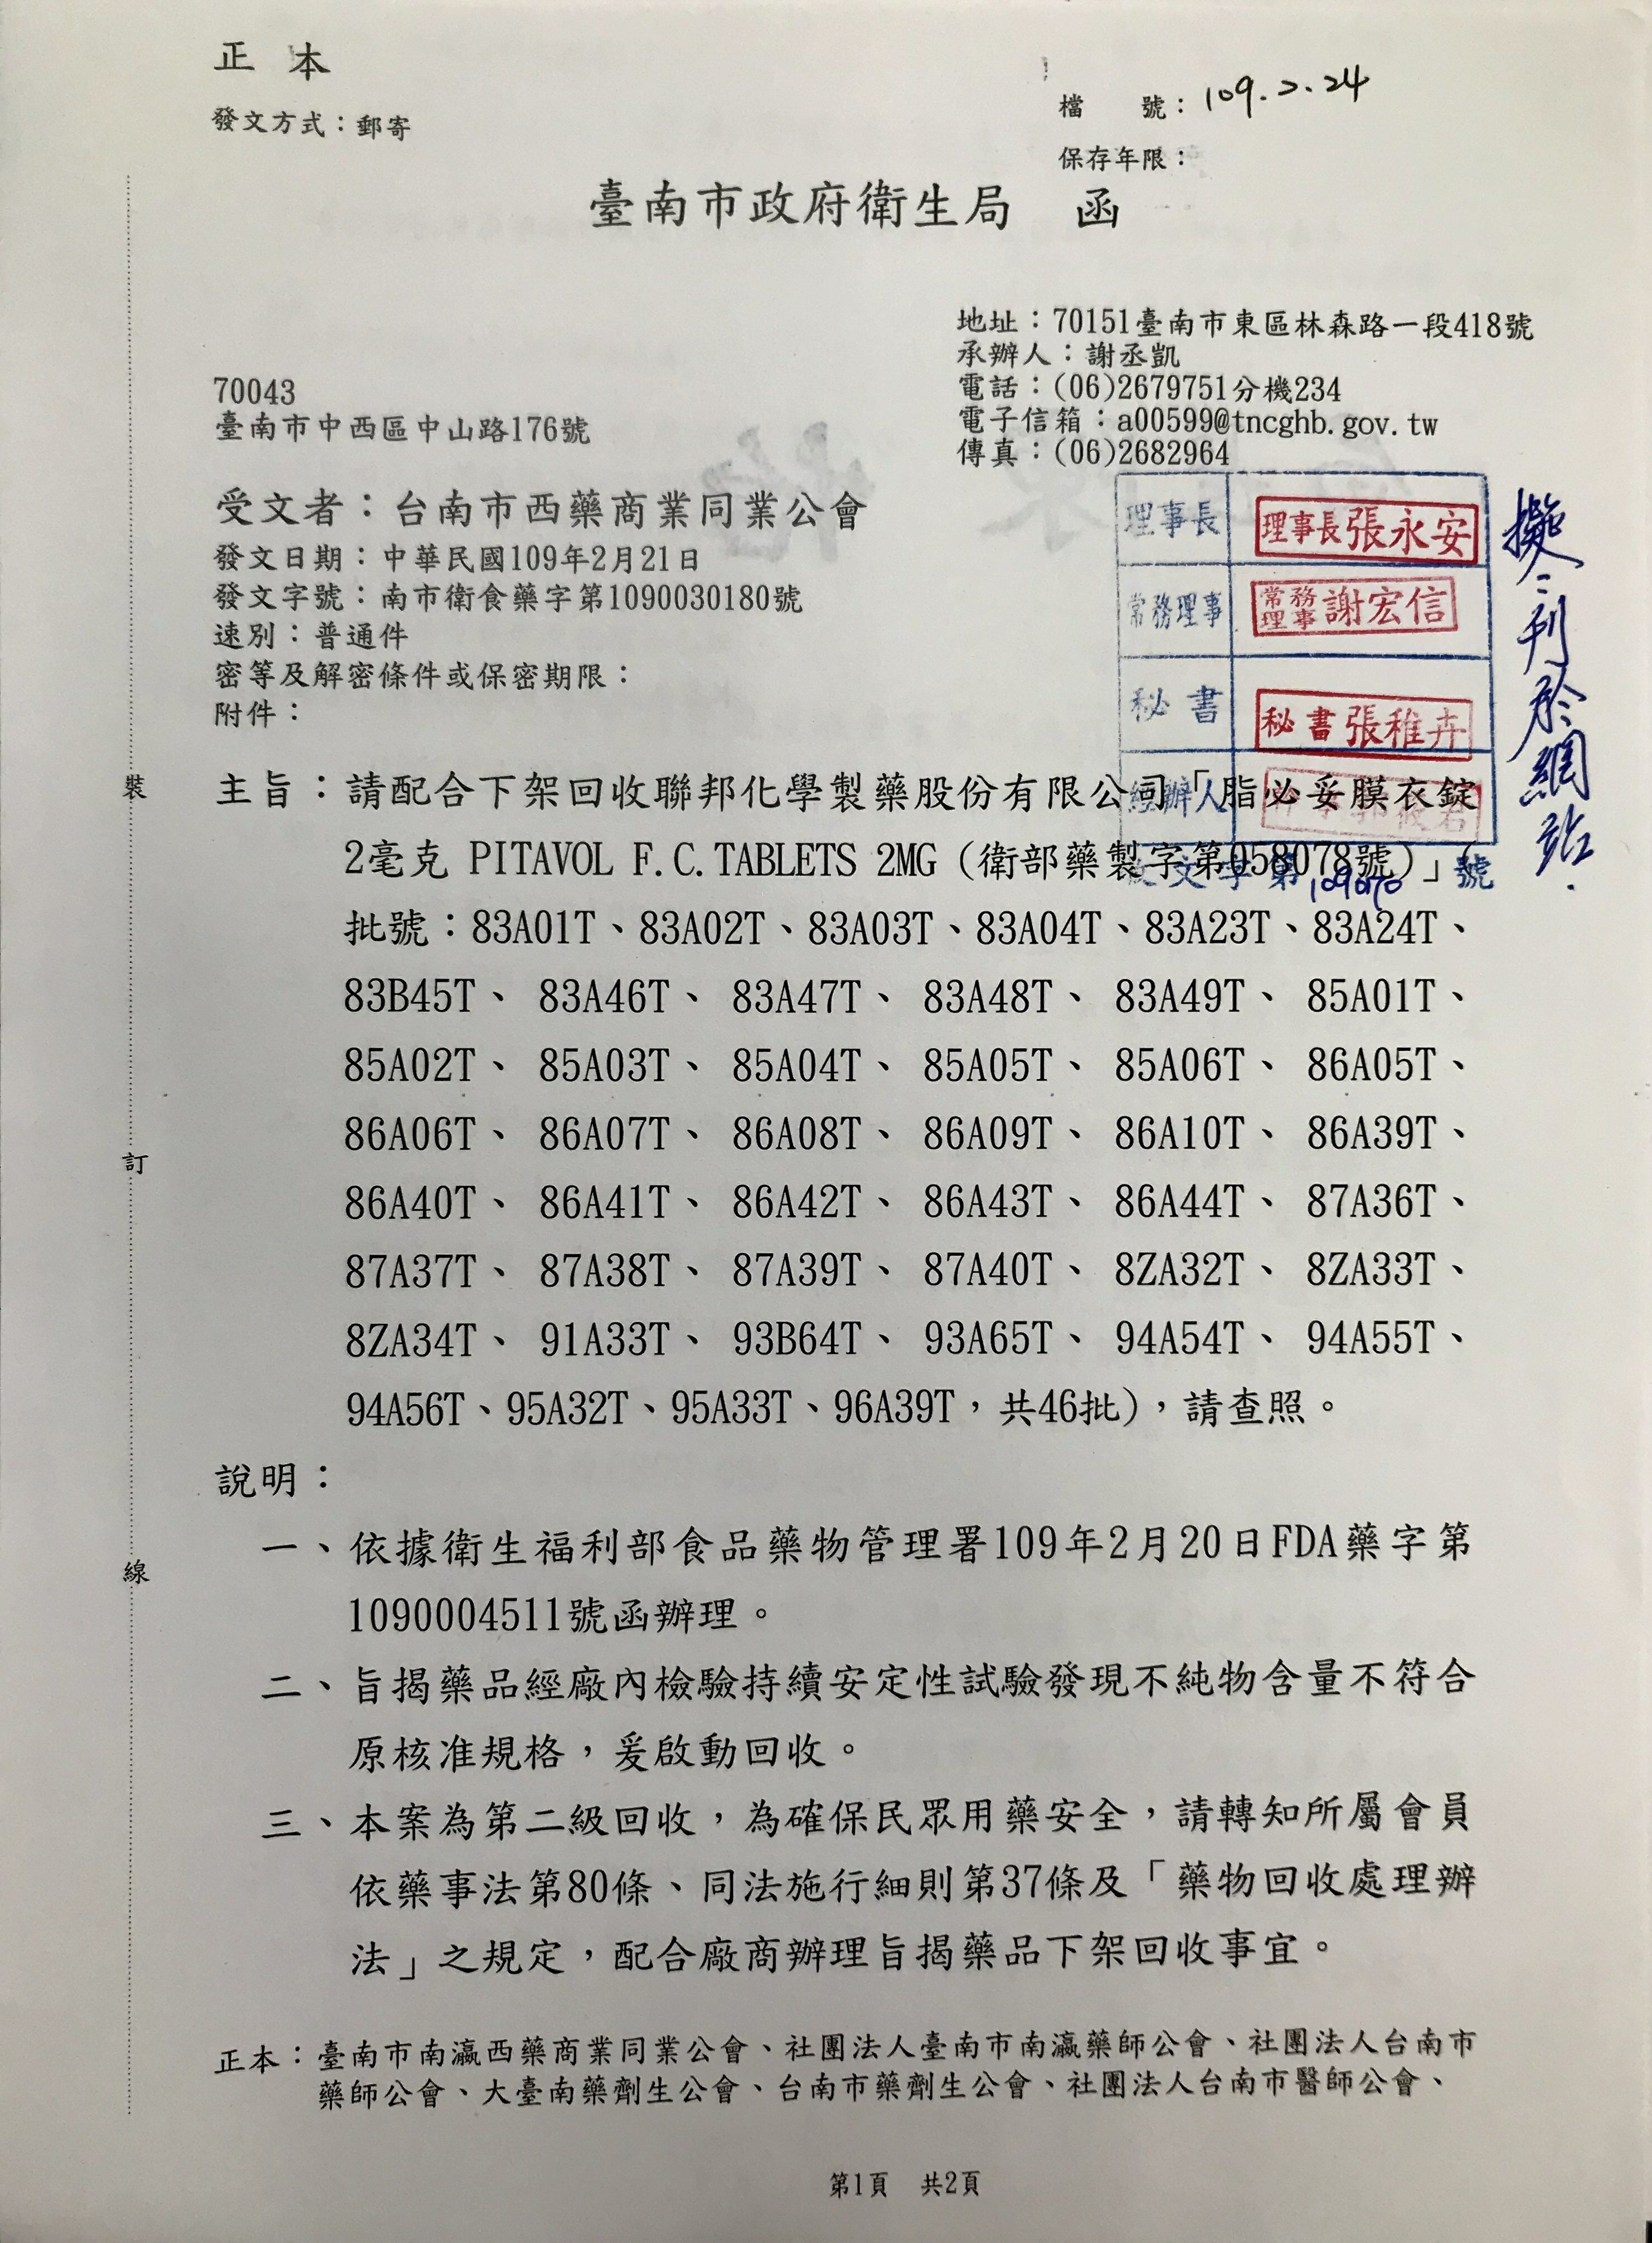 正 本
發文方式：郵寄
檔 號：109.2.24
保存年限：
臺南市政府衛生局 函
地址：70151臺南市東區林森路一段418號
承辦人：謝丞凱
電話：(06)2679751分機234
電子信箱：a00599@tncghb.gov.tw
傳真：(06)2682964
70043
臺南市中西區中山路176號
受文者：台南市西藥商業同業公會
發文日期：中華民國109年2月21日
發文字號：南市衛食藥字第1090030180號
速別：普通件
密等及解密條件或保密期限：
附件：
理事長 理事長張永安
常務理事 常務理事謝宏信
秘書 秘書張稚卉
經辦人
收文字第1090170號
擬：刊於網站.
主旨：請配合下架回收聯邦化學製藥股份有限公司「脂必妥膜衣錠
2毫克 PITAVOL F.C.TABLETS 2MG (衛部藥製字第058078號)」(
批號：83A01T、83A02T、83A03T、83A04T、83A23T、83A24T、
83B45T、 83A46T、 83A47T、 83A48T、 83A49T、 85A01T、
85A02T、 85A03T、 85A04T、 85A05T、 85A06T、 86A05T、
86A06T、 86A07T、 86A08T、 86A09T、 86A10T、 86A39T、
86A40T、 86A41T、 86A42T、 86A43T、 86A44T、 87A36T、
87A37T、 87A38T、 87A39T、 87A40T、 8ZA32T、 8ZA33T、
8ZA34T、 91A33T、 93B64T、 93A65T、 94A54T、 94A55T、
94A56T、95A32T、95A33T、96A39T，共46批)，請查照。
說明：
一、依據衛生福利部食品藥物管理署109年2月20日FDA藥字第
1090004511號函辦理。
二、旨揭藥品經廠內檢驗持續安定性試驗發現不純物含量不符合
原核准規格，爰啟動回收。
三、本案為第二級回收，為確保民眾用藥安全，請轉知所屬會員
依藥事法第80條、同法施行細則第37條及「藥物回收處理辦
法」之規定，配合廠商辦理旨揭藥品下架回收事宜。
正本：臺南市南瀛西藥商業同業公會、社團法人臺南市南瀛藥師公會、社團法人台南市
藥師公會、大臺南藥劑生公會、台南市藥劑生公會、社團法人台南市醫師公會、
裝
訂
線
第1頁 共2頁